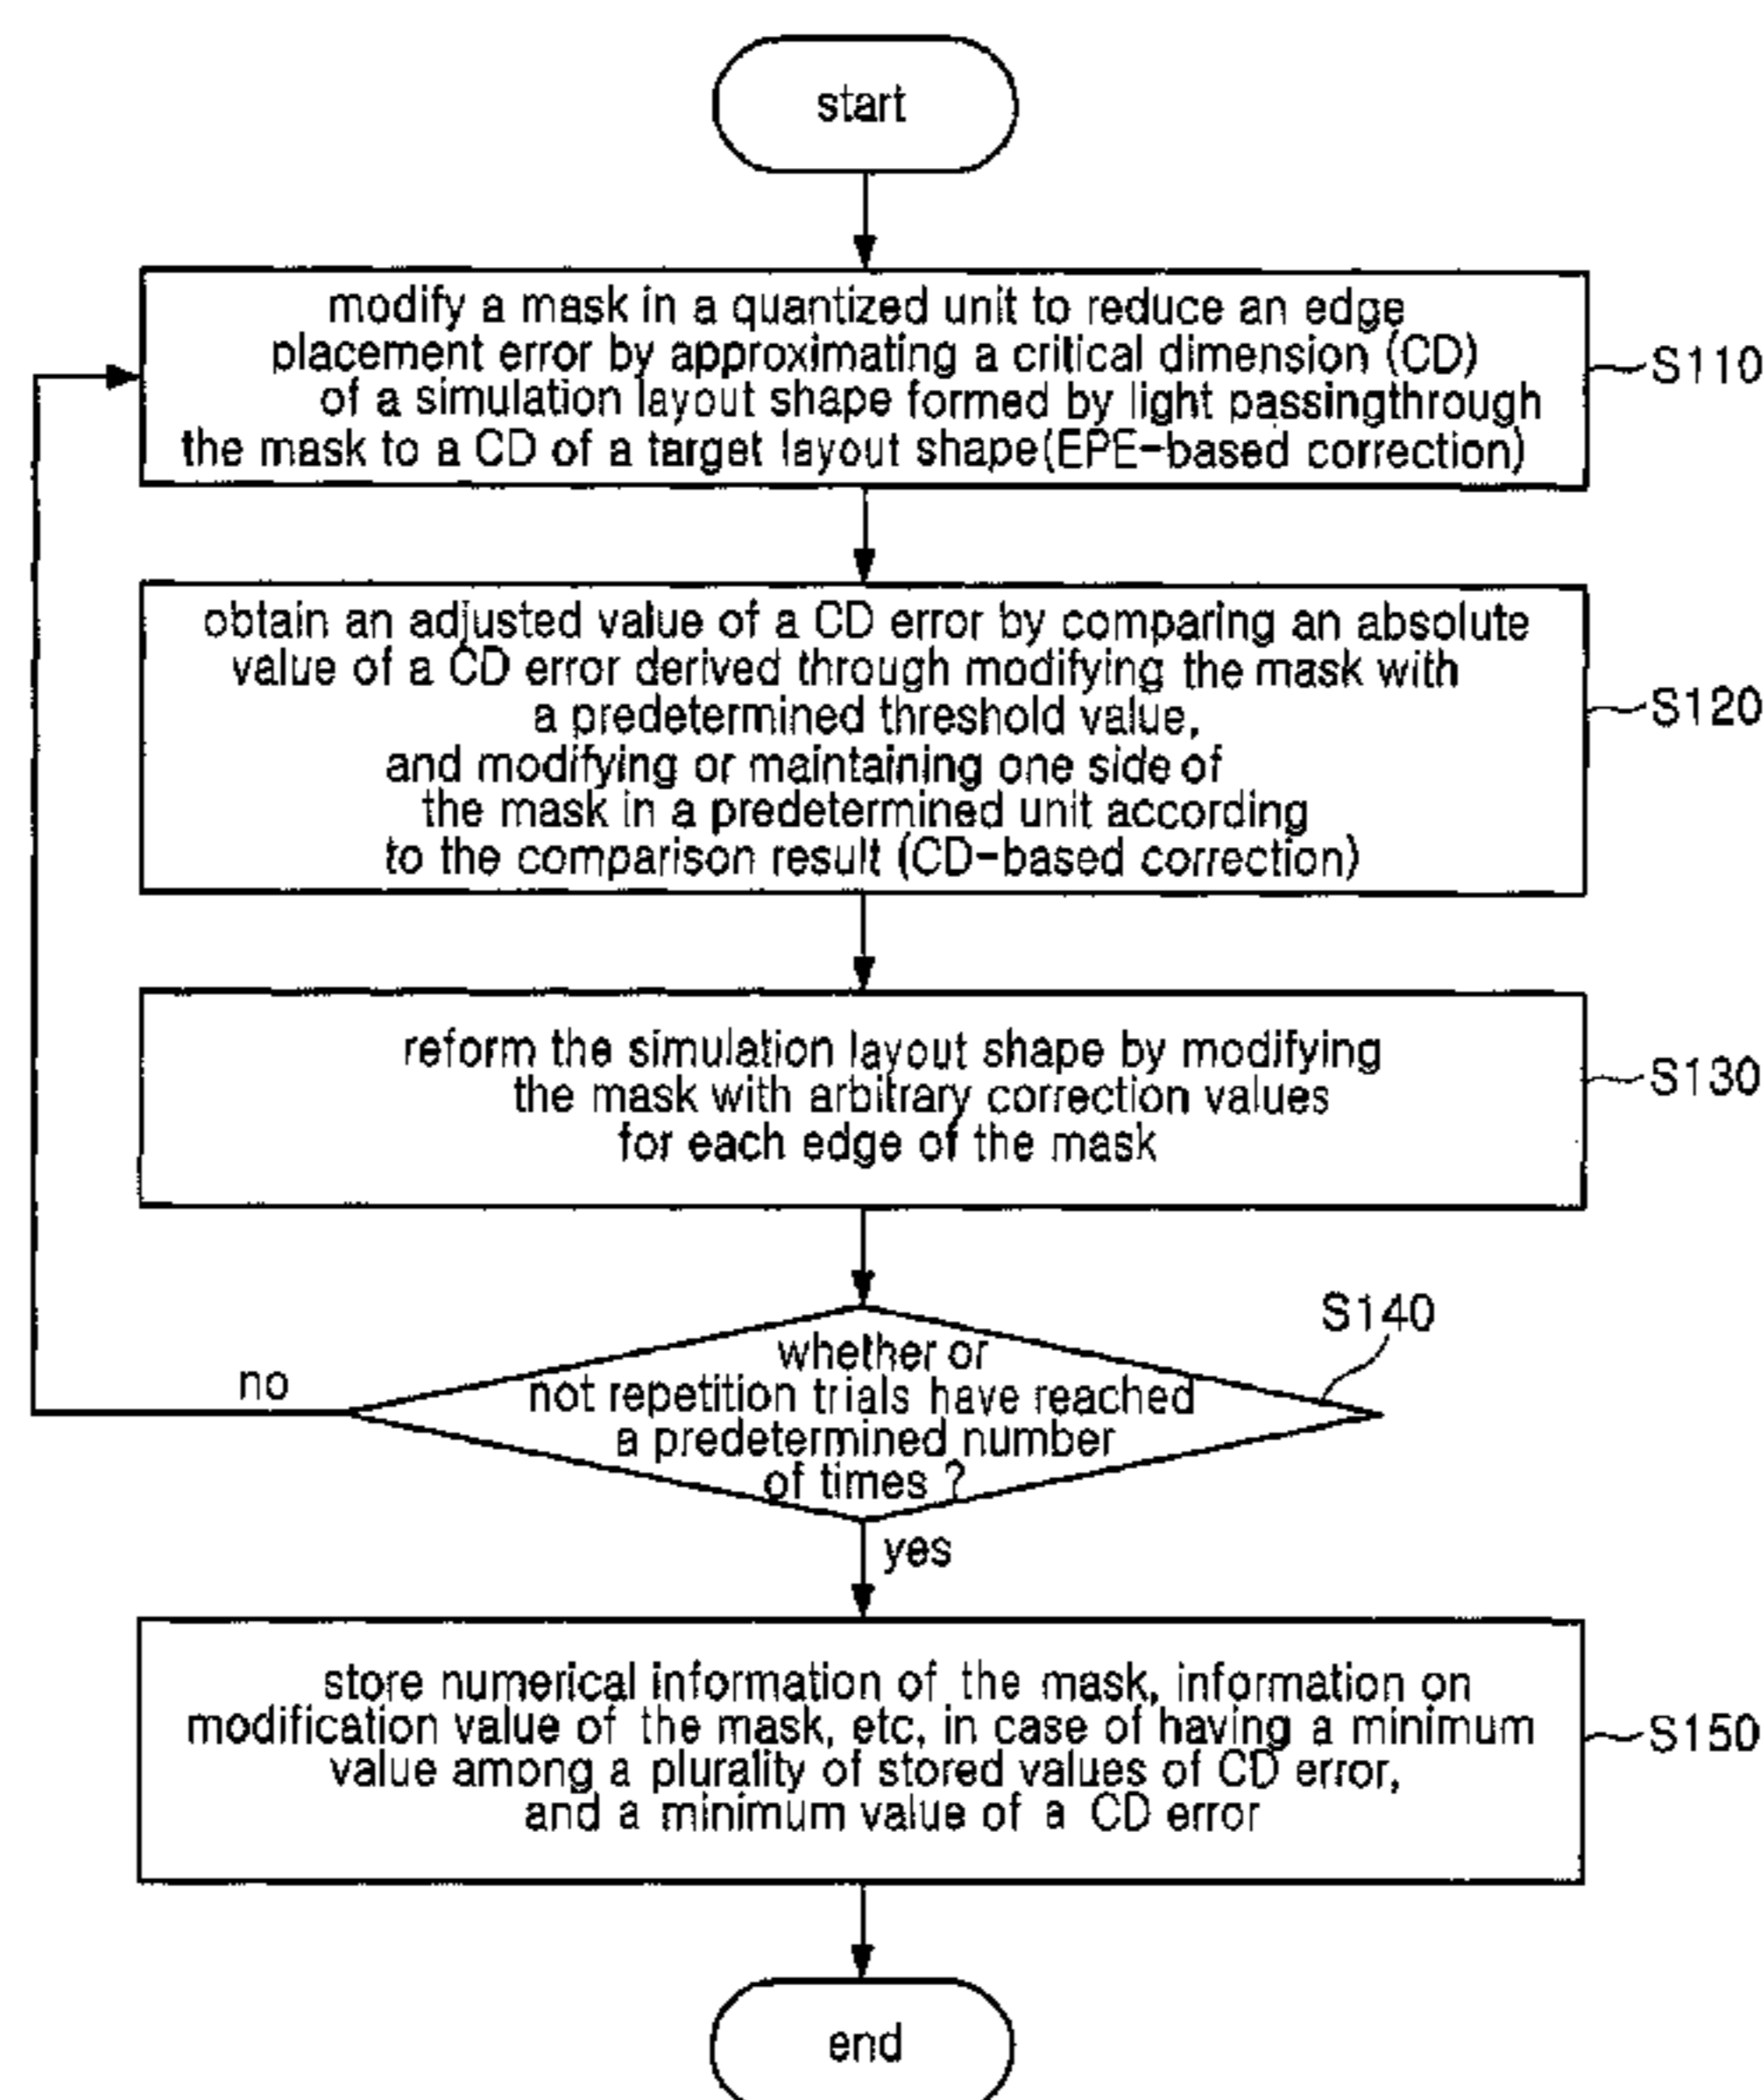 start
modify a mask in a quantized unit to reduce an edge
placement error by approximating a critical dimension (CD)
of a simulation layout shape formed by light passingthrough
the mask to a CD of a target layout shape(EPE-based correction)
S110
obtain an adjusted value of a CD error by comparing an absolute
value of a CD error derived through modifying the mask with
a predetermined threshold value,
and modifying or maintaining one side of
the mask in a predetermined unit according
to the comparison result (CD-based correction)
S120
reform the simulation layout shape by modifying
the mask with arbitrary correction values
for each edge of the mask
S130
S140
whether or
not repetition trials have reached
a predetermined number
of times ?
no
yes
store numerical information of the mask, information on
modification value of the mask, etc, in case of having a minimum
value among a plurality of stored values of CD error,
and a minimum value of a CD error
S150
end